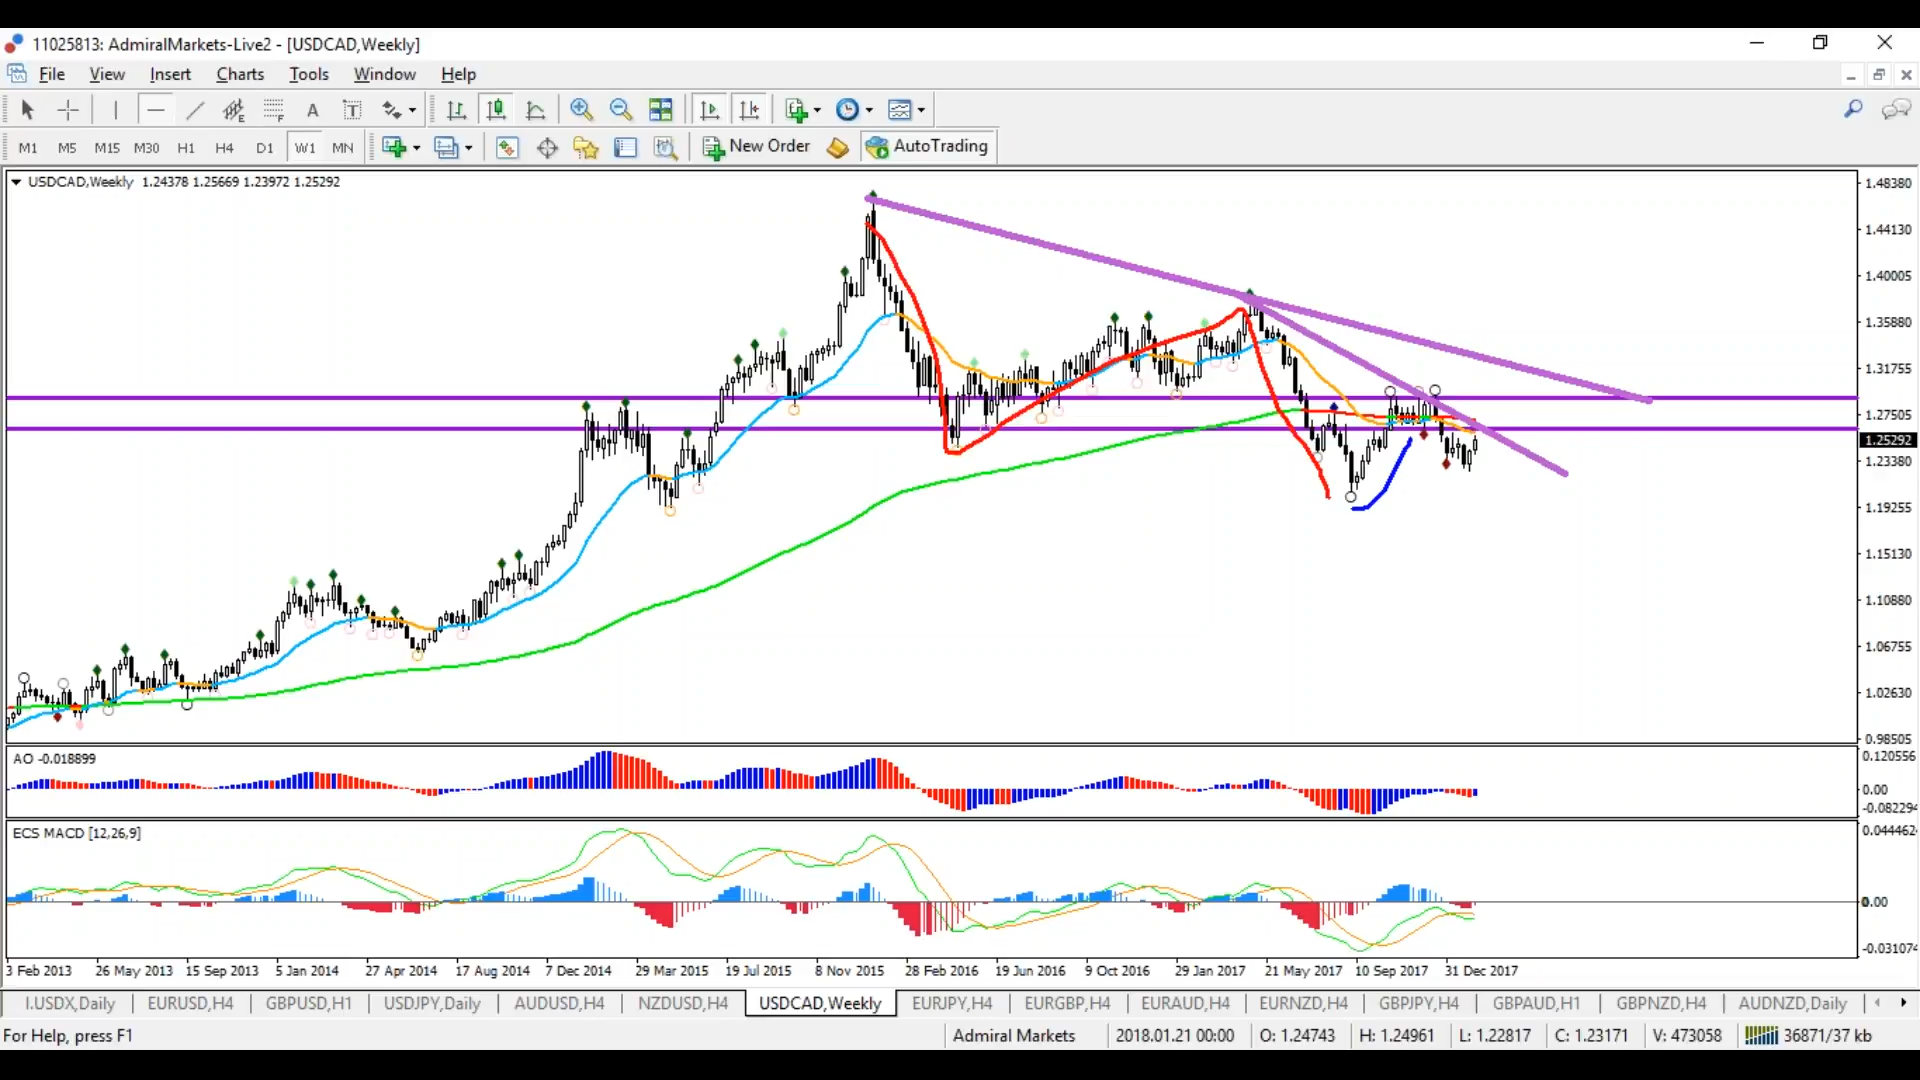 11025813: AdmiralMarkets-Live2 - [USDCAD,Weekly]
File View Insert Charts Tools Window Help
M1 M5 M15 M30 H1 H4 D1 W1 MN New Order AutoTrading
USDCAD,Weekly 1.24378 1.25669 1.23972 1.25292
1.48380
1.44130
1.40005
1.35880
1.31755
1.27505
1.25292
1.23380
1.19255
1.15130
1.10880
1.06755
1.02630
0.98505
AO -0.018899
0.120556
0.00
-0.082294
ECS MACD [12,26,9]
0.044462
0.00
-0.031074
3 Feb 2013 26 May 2013 15 Sep 2013 5 Jan 2014 27 Apr 2014 17 Aug 2014 7 Dec 2014 29 Mar 2015 19 Jul 2015 8 Nov 2015 28 Feb 2016 19 Jun 2016 9 Oct 2016 29 Jan 2017 21 May 2017 10 Sep 2017 31 Dec 2017
I.USDX,Daily EURUSD,H4 GBPUSD,H1 USDJPY,Daily AUDUSD,H4 NZDUSD,H4 USDCAD,Weekly EURJPY,H4 EURGBP,H4 EURAUD,H4 EURNZD,H4 GBPJPY,H4 GBPAUD,H1 GBPNZD,H4 AUDNZD,Daily
For Help, press F1 Admiral Markets 2018.01.21 00:00 O: 1.24743 H: 1.24961 L: 1.22817 C: 1.23171 V: 473058 36871/37 kb